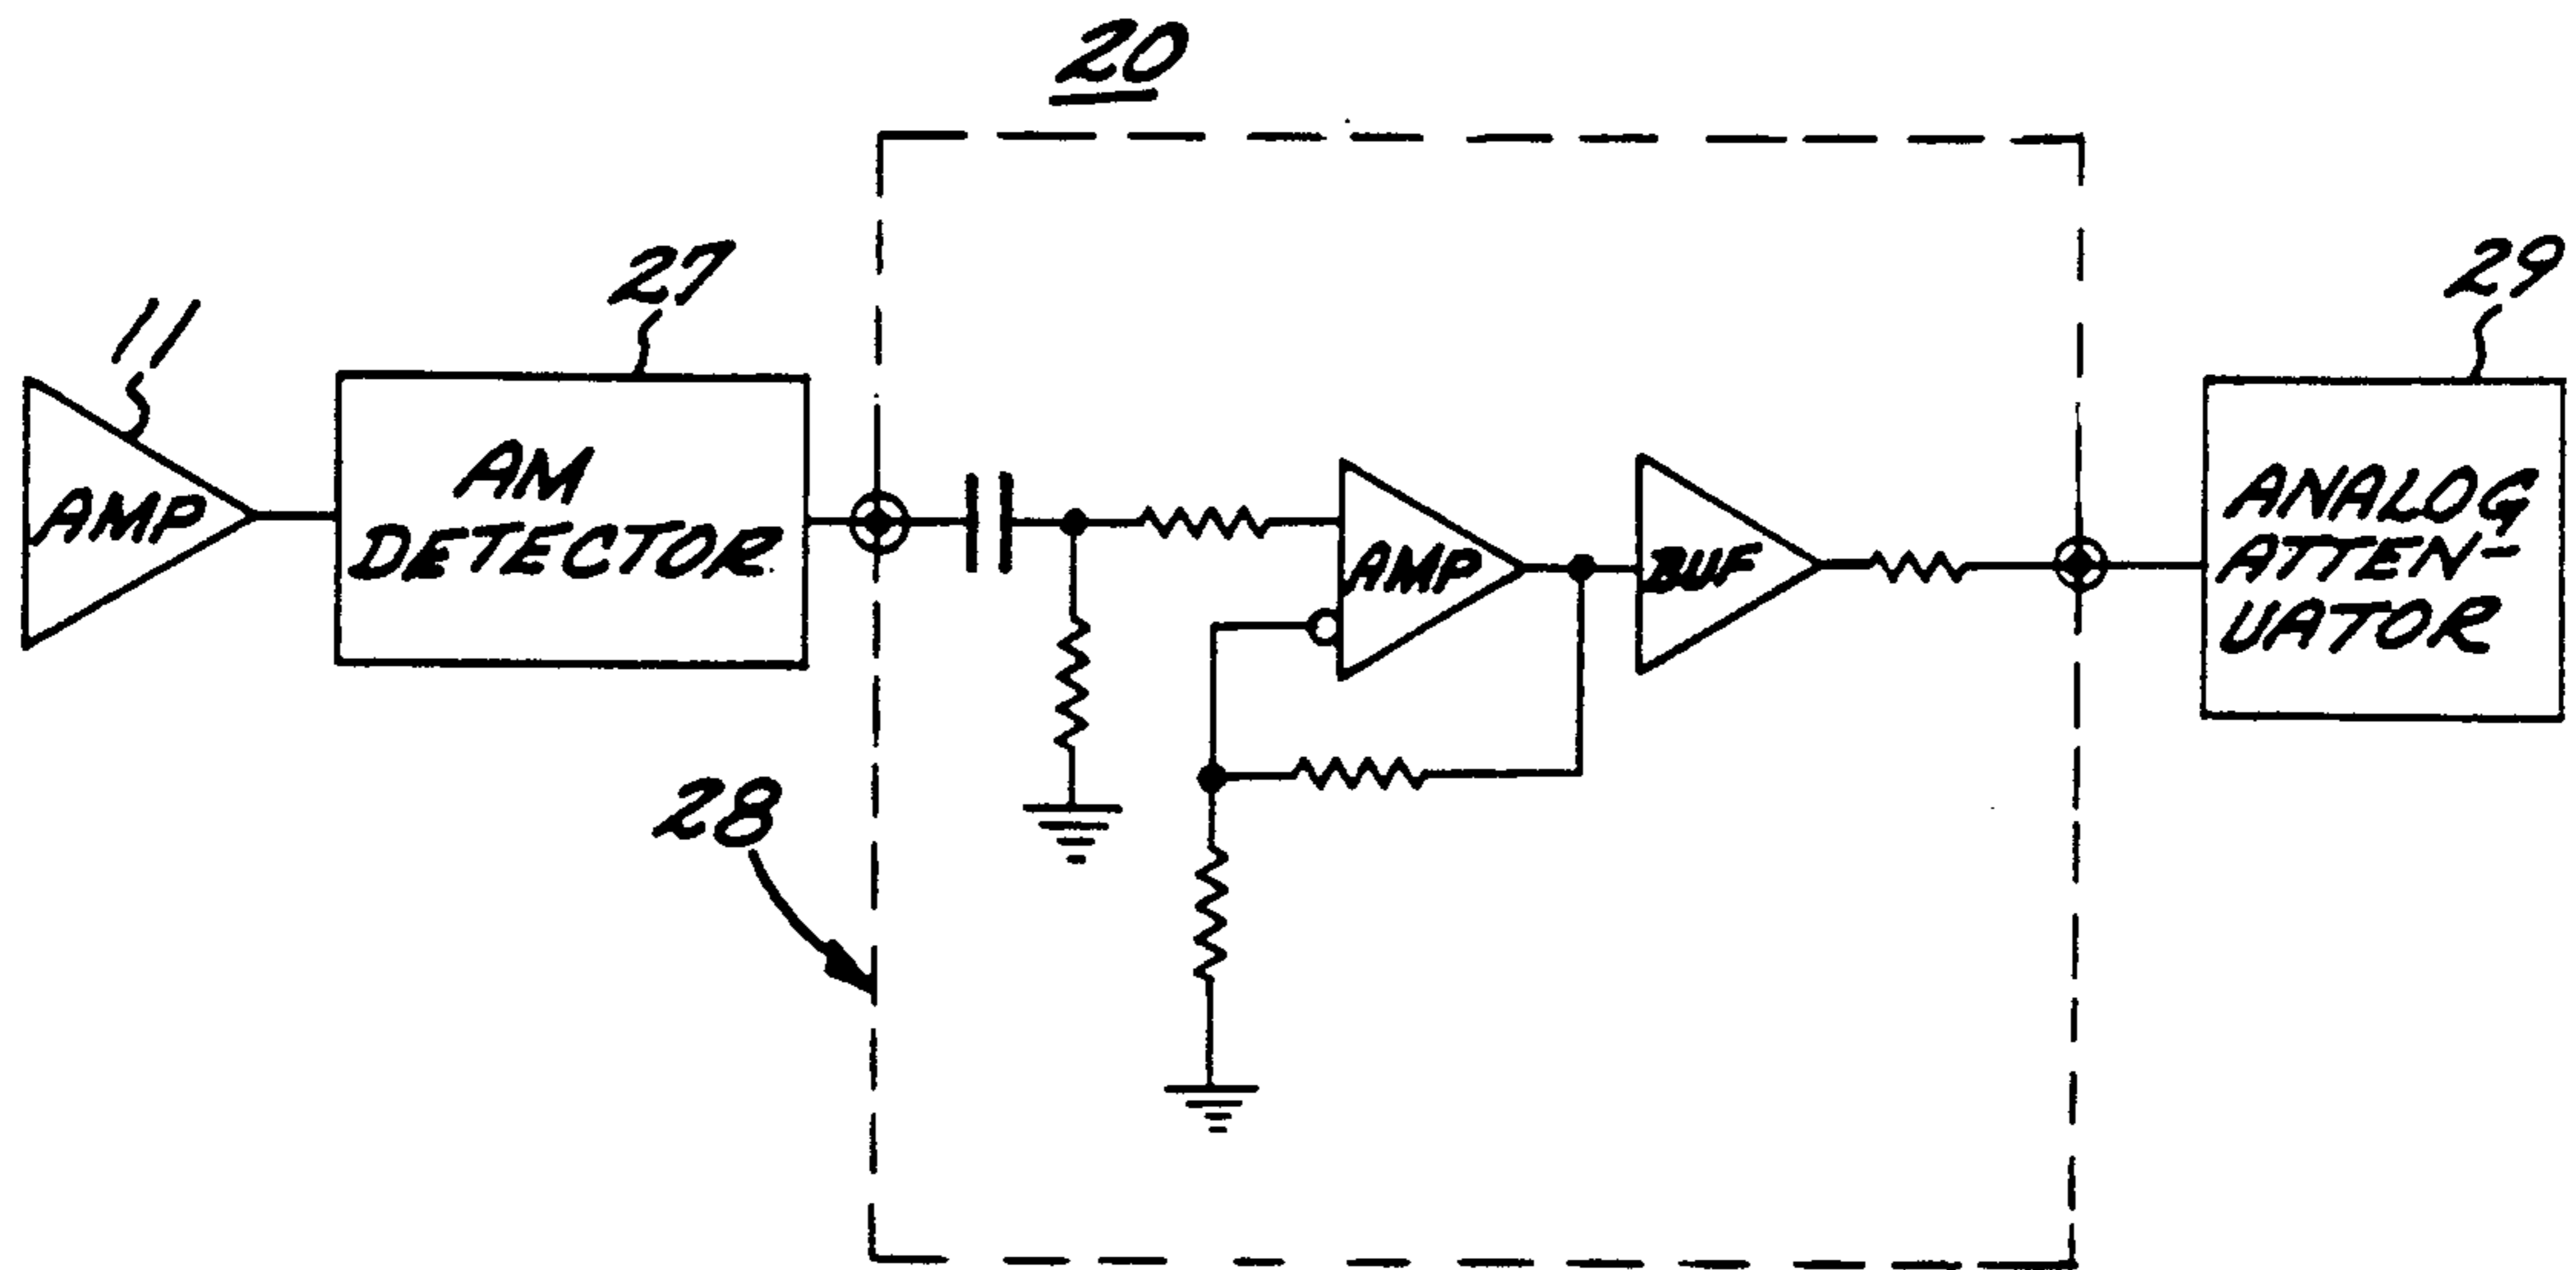 20
11
27
29
AMP
AM
DETECTOR
AMP
BUF
ANALOG
ATTEN-
UATOR
28